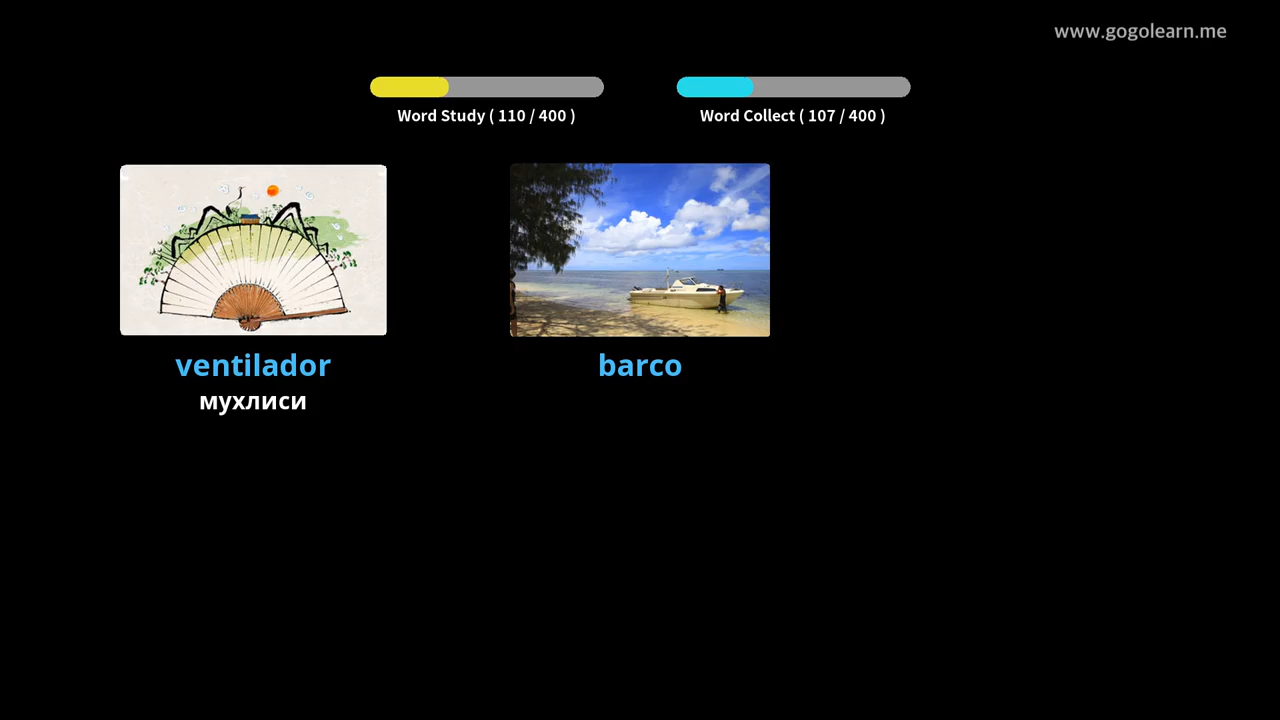 www.gogolearn.me
Word Study ( 110 / 400 )
Word Collect ( 107 / 400 )
ventilador
barco
мухлиси